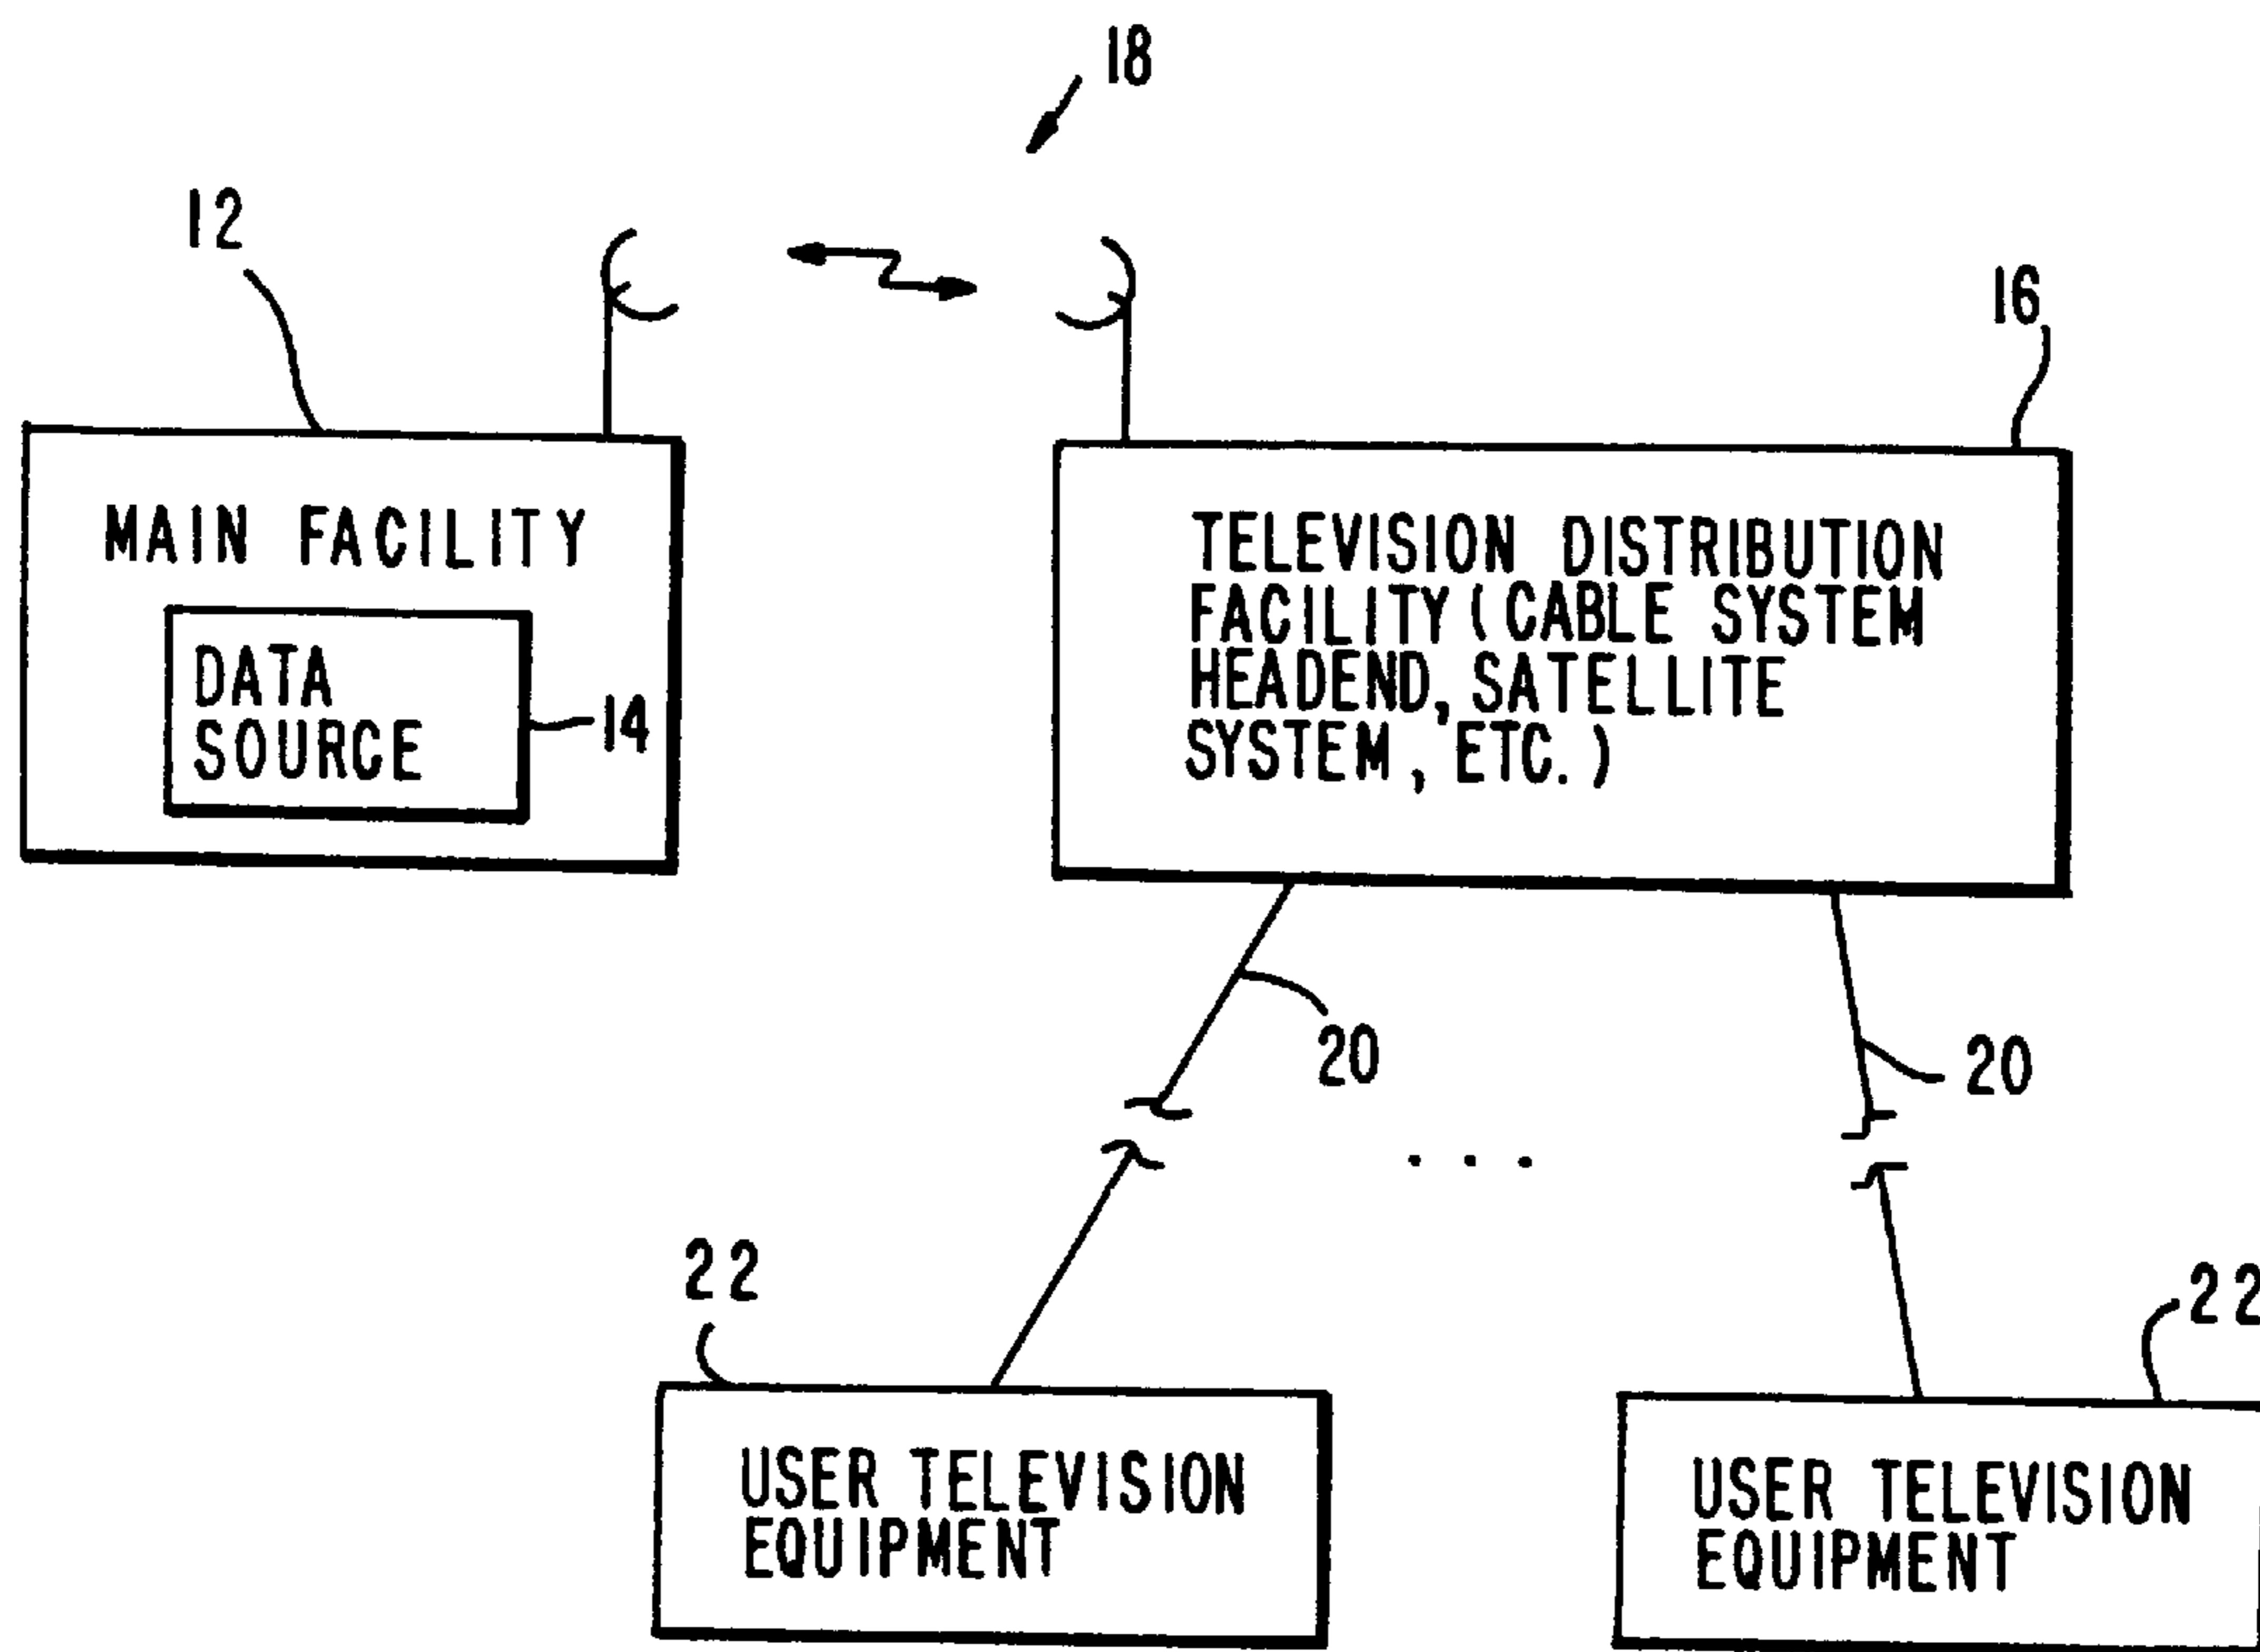 18
12
16
MAIN FACILITY
DATA
SOURCE
14
TELEVISION DISTRIBUTION
FACILITY (CABLE SYSTEM
HEADEND, SATELLITE
SYSTEM, ETC.)
20
20
. . .
22
22
USER TELEVISION
EQUIPMENT
USER TELEVISION
EQUIPMENT